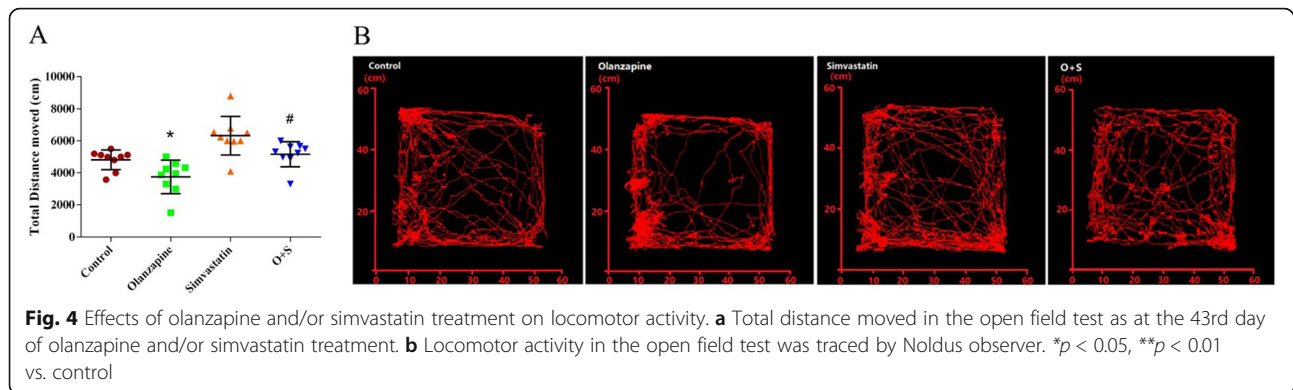 A
B
Total Distance moved (cm)
10000
8000
6000
4000
2000
0
*
#
Control
Olanzapine
Simvastatin
O+S
Control
(cm)
60
40
20
10 20 30 40 50 60
(cm)
Olanzapine
(cm)
60
40
20
10 20 30 40 50 60
(cm)
Simvastatin
(cm)
60
40
20
10 20 30 40 50 60
(cm)
O+S
(cm)
60
40
20
10 20 30 40 50 60
(cm)
Fig. 4 Effects of olanzapine and/or simvastatin treatment on locomotor activity. a Total distance moved in the open field test as at the 43rd day
of olanzapine and/or simvastatin treatment. b Locomotor activity in the open field test was traced by Noldus observer. *p < 0.05, **p < 0.01
vs. control